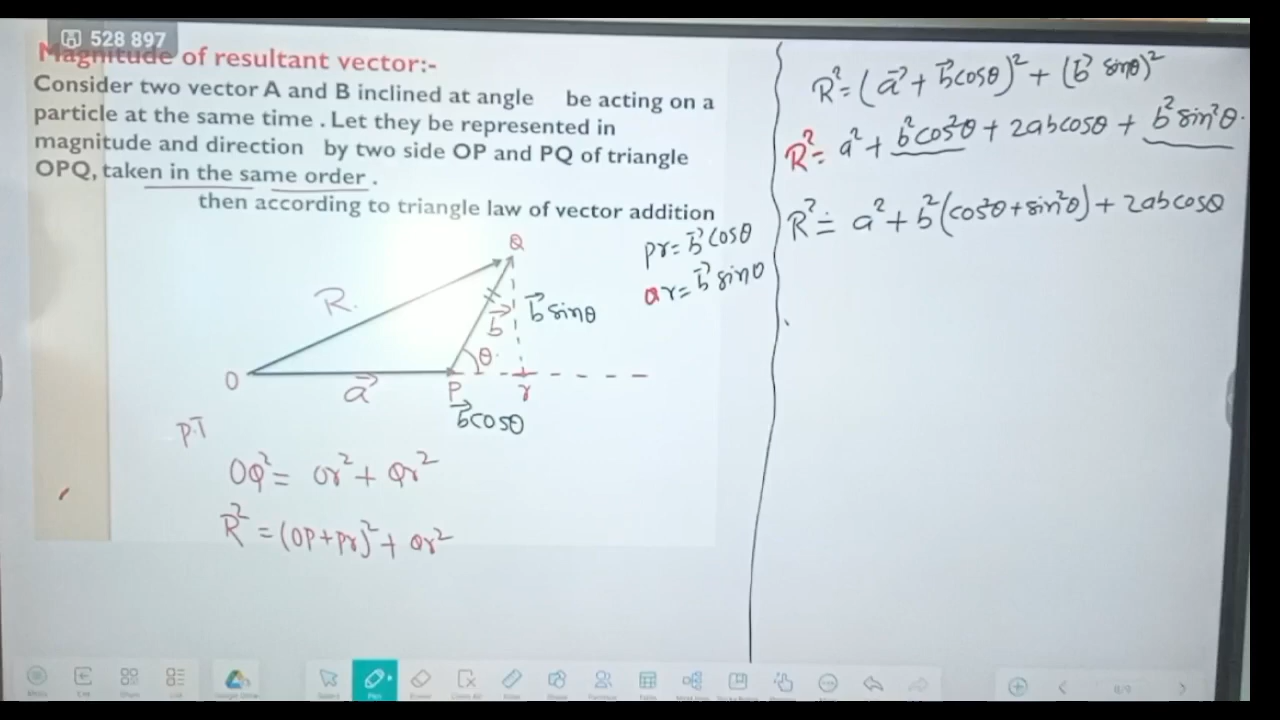 528 897
Magnitude of resultant vector:-
Consider two vector A and B inclined at angle be acting on a
particle at the same time . Let they be represented in
magnitude and direction by two side OP and PQ of triangle
OPQ, taken in the same order .
then according to triangle law of vector addition
pr = b⃗ cosθ
qr = b⃗ sinθ
Q
R.
b⃗
b⃗ sinθ
θ
O
a⃗
P
r
b⃗cosθ
P.T
OQ² = or² + Qr²
R² = (OP+Pr)² + Qr²
R² = (a⃗ + b⃗cosθ)² + (b⃗ sinθ)²
R² = a² + b²cos²θ + 2abcosθ + b²sin²θ.
R² = a² + b²(cos²θ + sin²θ) + 2abcosθ